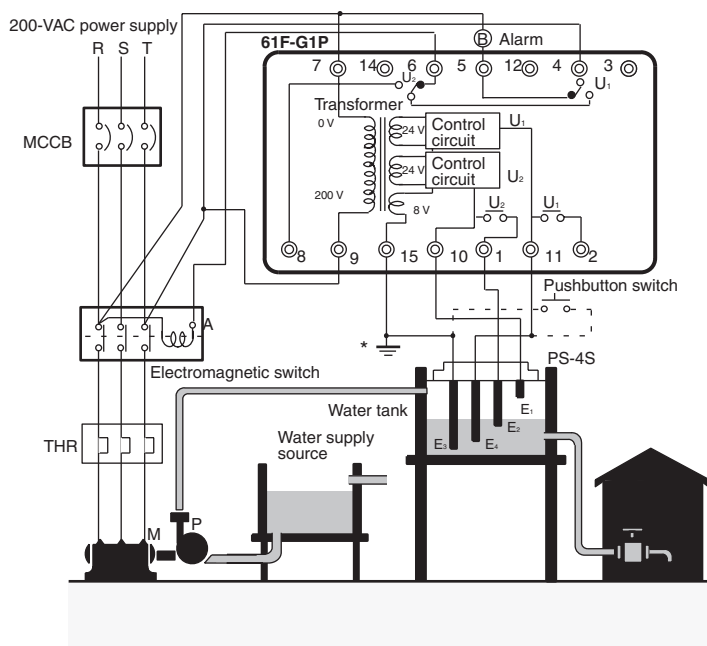 200-VAC power supply
R S T
MCCB
61F-G1P
B Alarm
7 14 6 5 12 4 3
U2
U1
Transformer
0 V
200 V
24 V
Control circuit
U1
24 V
Control circuit
U2
8 V
U2
U1
8 9 15 10 1 11 2
Pushbutton switch
A
*
Electromagnetic switch
PS-4S
Water tank
E1
E2
E3
E4
THR
Water supply source
M
P